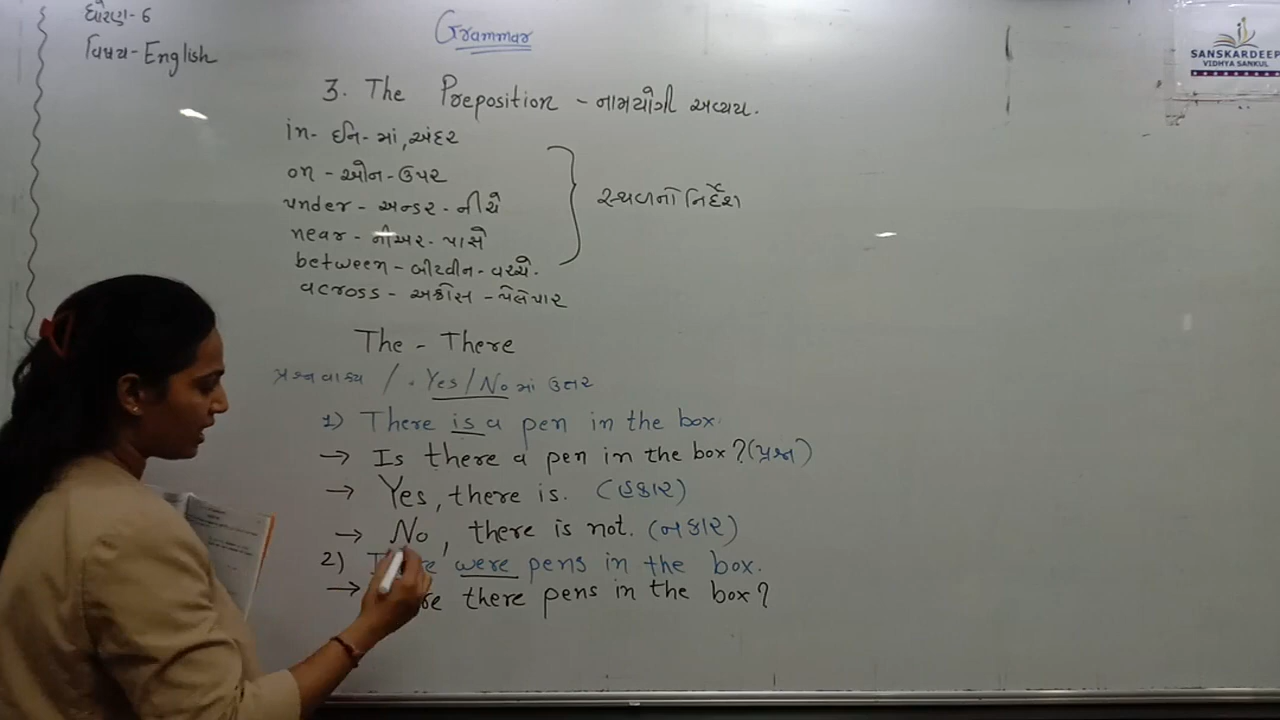 ધોરણ-6
વિષય-English
Grammar
SANSKARDEEP
VIDHYA SANKUL
3. The Preposition - નામયોગી અવ્યય.
in- ઈન- માં, અંદર
on - ઓન - ઉપર
under - અન્ડર - નીચે
near - નીઅર - પાસે
between - બીટવીન - વચ્ચે.
across - અક્રોસ - પેલેપાર
સ્થળનો નિર્દેશ
The - There
પ્રશ્ન વાક્ય / . Yes/No માં ઉત્તર
1) There is a pen in the box.
→ Is there a pen in the box? (પ્રશ્ન)
→ Yes, there is. (હકાર)
→ No, there is not. (નકાર)
2) were pens in the box.
→ there pens in the box?